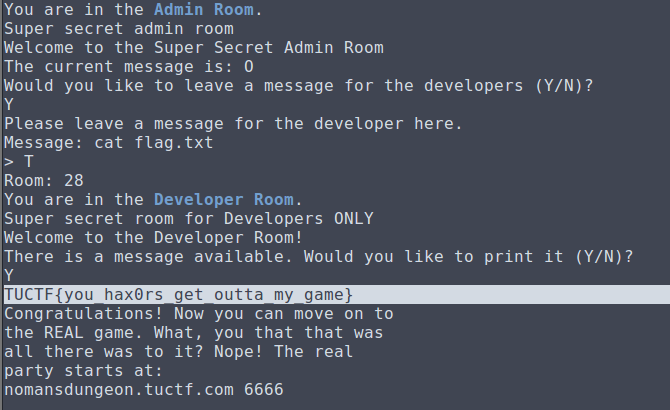 You are in the Admin Room.
Super secret admin room
Welcome to the Super Secret Admin Room
The current message is: O
Would you like to leave a message for the developers (Y/N)?
Y
Please leave a message for the developer here.
Message: cat flag.txt
> T
Room: 28
You are in the Developer Room.
Super secret room for Developers ONLY
Welcome to the Developer Room!
There is a message available. Would you like to print it (Y/N)?
Y
TUCTF{you_hax0rs_get_outta_my_game}
Congratulations! Now you can move on to
the REAL game. What, you that that was
all there was to it? Nope! The real
party starts at:
nomansdungeon.tuctf.com 6666